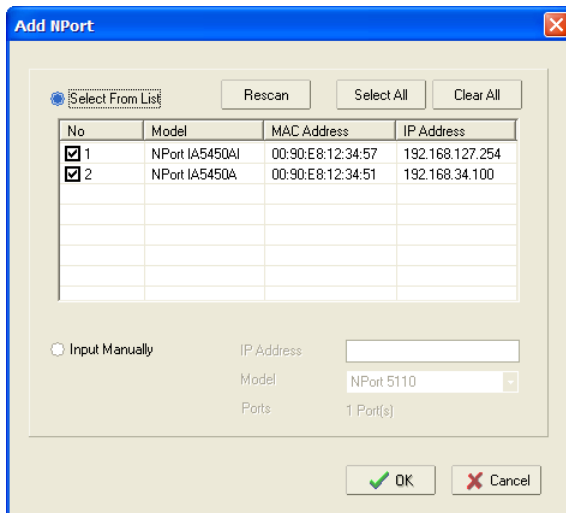 Add NPort
Select From List Rescan Select All Clear All
No Model MAC Address IP Address
1 NPort IA5450AI 00:90:E8:12:34:57 192.168.127.254
2 NPort IA5450A 00:90:E8:12:34:51 192.168.34.100
Input Manually IP Address
Model NPort 5110
Ports 1 Port(s)
OK Cancel